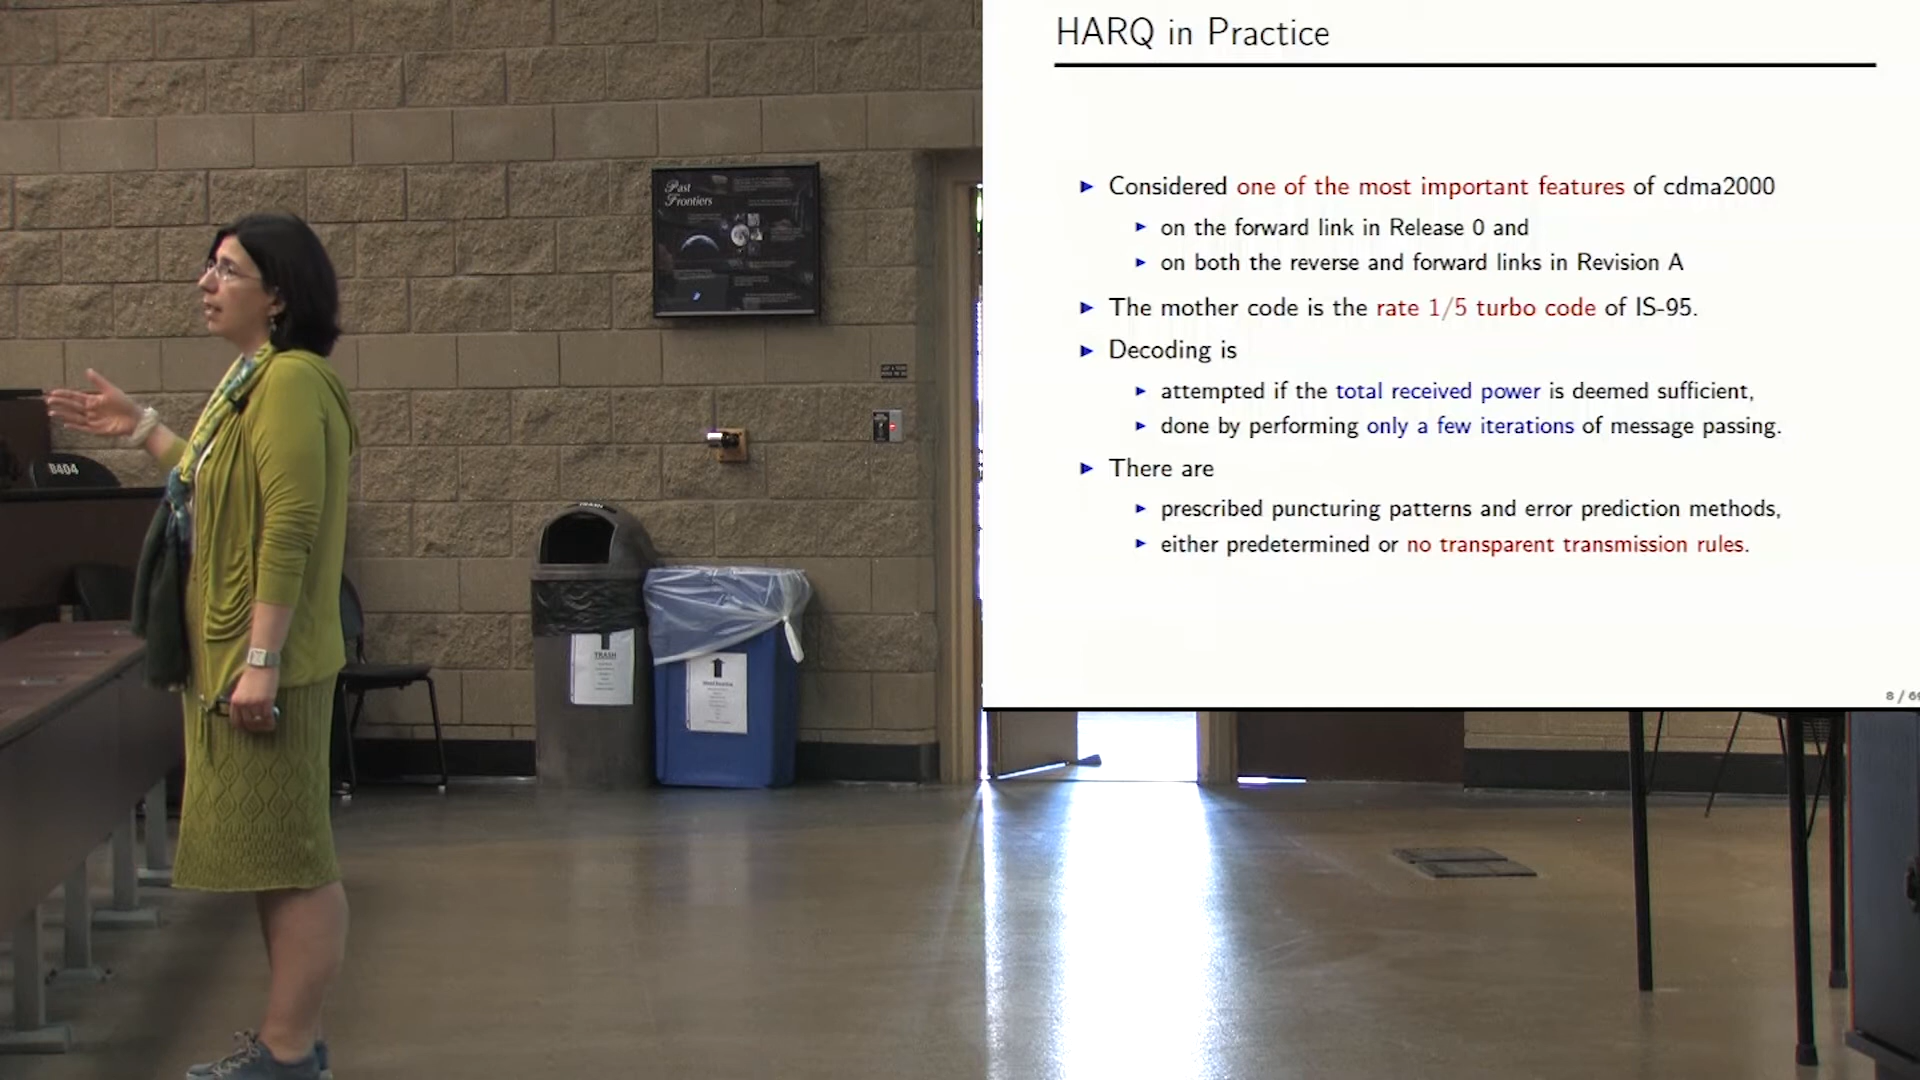 HARQ in Practice
Considered one of the most important features of cdma2000
on the forward link in Release 0 and
on both the reverse and forward links in Revision A
The mother code is the rate 1/5 turbo code of IS-95.
Decoding is
attempted if the total received power is deemed sufficient,
done by performing only a few iterations of message passing.
There are
prescribed puncturing patterns and error prediction methods,
either predetermined or no transparent transmission rules.
8 / 69
Past
Frontiers
B404
TRASH
TRASH